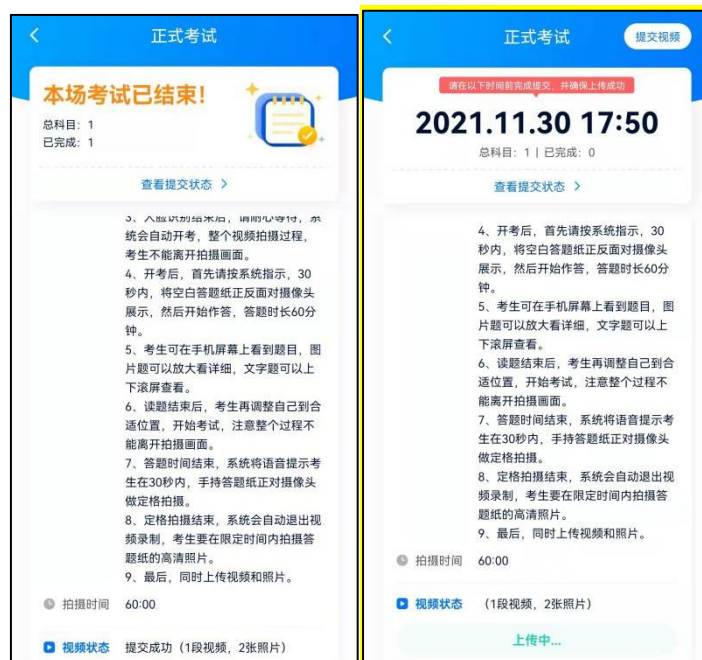 正式考试
本场考试已结束!
总科目: 1
已完成: 1
查看提交状态 >
3、人脸识别结束后，请耐心等待，系
统会自动开考，整个视频拍摄过程，
考生不能离开拍摄画面。
4、开考后，首先请按系统指示，30
秒内，将空白答题纸正反面对摄像头
展示，然后开始作答，答题时长60分
钟。
5、考生可在手机屏幕上看到题目，图
片题可以放大看详细，文字题可以上
下滚屏查看。
6、读题结束后，考生再调整自己到合
适位置，开始考试，注意整个过程不
能离开拍摄画面。
7、答题时间结束，系统将语音提示考
生在30秒内，手持答题纸正对摄像头
做定格拍摄。
8、定格拍摄结束，系统会自动退出视
频录制，考生要在限定时间内拍摄答
题纸的高清照片。
9、最后，同时上传视频和照片。
拍摄时间 60:00
视频状态 提交成功（1段视频，2张照片）
正式考试
提交视频
请在以下时间前完成提交，并确保上传成功
2021.11.30 17:50
总科目: 1 | 已完成: 0
查看提交状态 >
4、开考后，首先请按系统指示，30
秒内，将空白答题纸正反面对摄像头
展示，然后开始作答，答题时长60分
钟。
5、考生可在手机屏幕上看到题目，图
片题可以放大看详细，文字题可以上
下滚屏查看。
6、读题结束后，考生再调整自己到合
适位置，开始考试，注意整个过程不
能离开拍摄画面。
7、答题时间结束，系统将语音提示考
生在30秒内，手持答题纸正对摄像头
做定格拍摄。
8、定格拍摄结束，系统会自动退出视
频录制，考生要在限定时间内拍摄答
题纸的高清照片。
9、最后，同时上传视频和照片。
拍摄时间 60:00
视频状态 （1段视频，2张照片）
上传中...